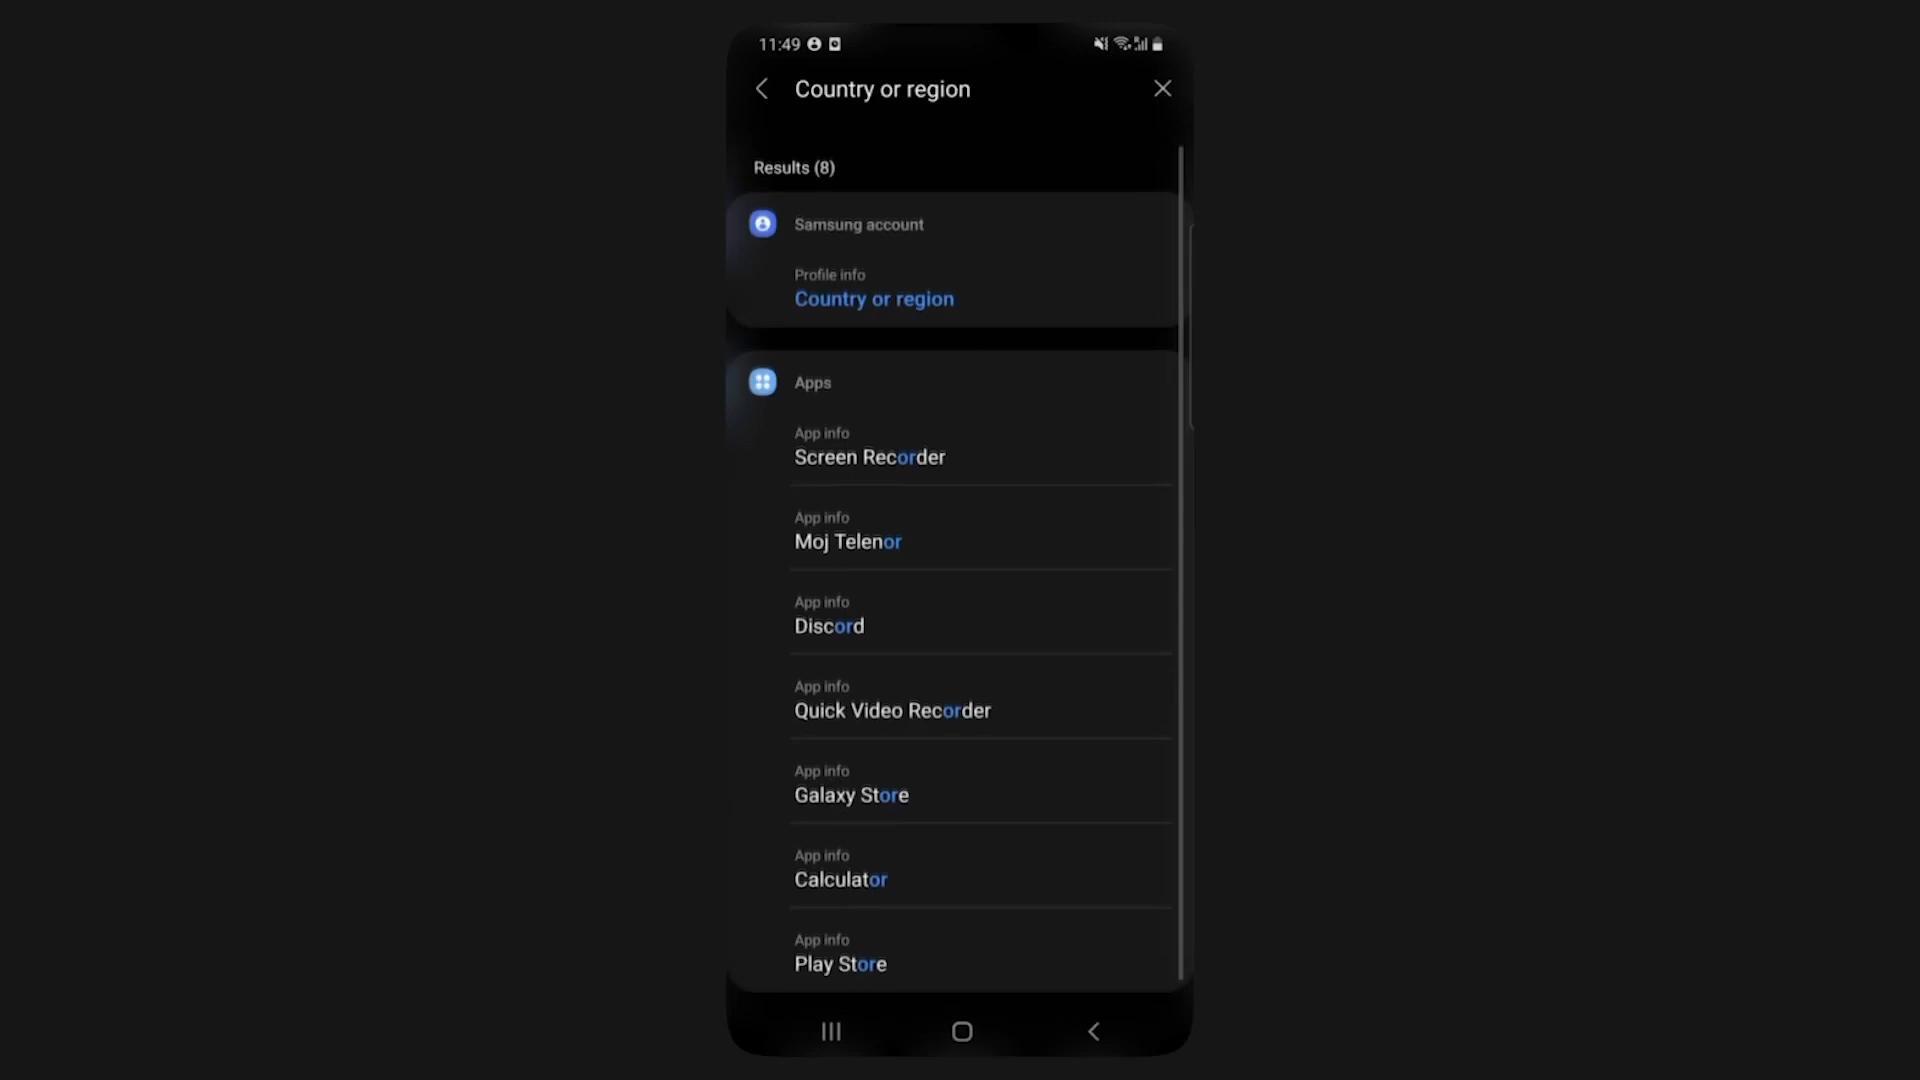 11:49
Country or region
Results (8)
Samsung account
Profile info
Country or region
Apps
App info
Screen Recorder
App info
Moj Telenor
App info
Discord
App info
Quick Video Recorder
App info
Galaxy Store
App info
Calculator
App info
Play Store